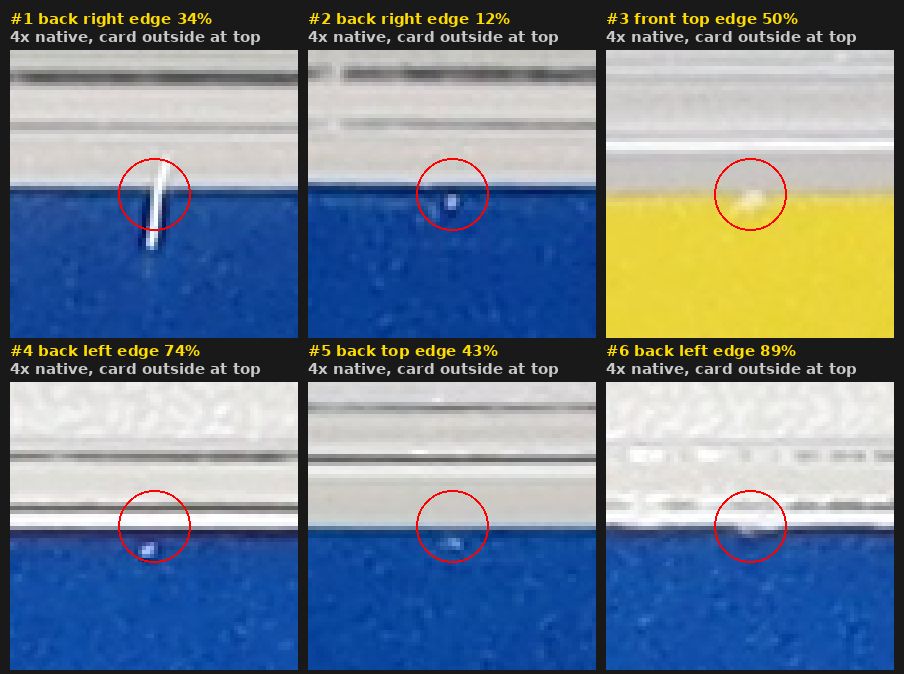 #1 back right edge 34%
4x native, card outside at top
#2 back right edge 12%
4x native, card outside at top
#3 front top edge 50%
4x native, card outside at top
#4 back left edge 74%
4x native, card outside at top
#5 back top edge 43%
4x native, card outside at top
#6 back left edge 89%
4x native, card outside at top